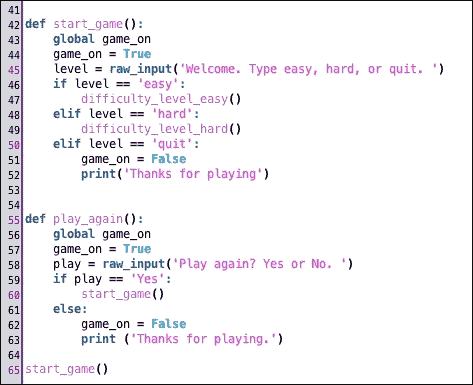 41
42 def start_game():
43     global game_on
44     game_on = True
45     level = raw_input('Welcome. Type easy, hard, or quit. ')
46     if level == 'easy':
47         difficulty_level_easy()
48     elif level == 'hard':
49         difficulty_level_hard()
50     elif level == 'quit':
51         game_on = False
52         print('Thanks for playing')
53
54
55 def play_again():
56     global game_on
57     game_on = True
58     play = raw_input('Play again? Yes or No. ')
59     if play == 'Yes':
60         start_game()
61     else:
62         game_on = False
63         print ('Thanks for playing.')
64
65 start_game()